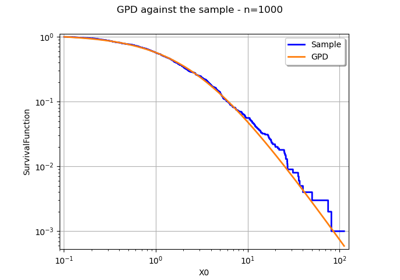 GPD against the sample - n=1000
10⁰
10⁻¹
10⁻²
10⁻³
SurvivalFunction
Sample
GPD
10⁻¹
10⁰
10¹
10²
X0